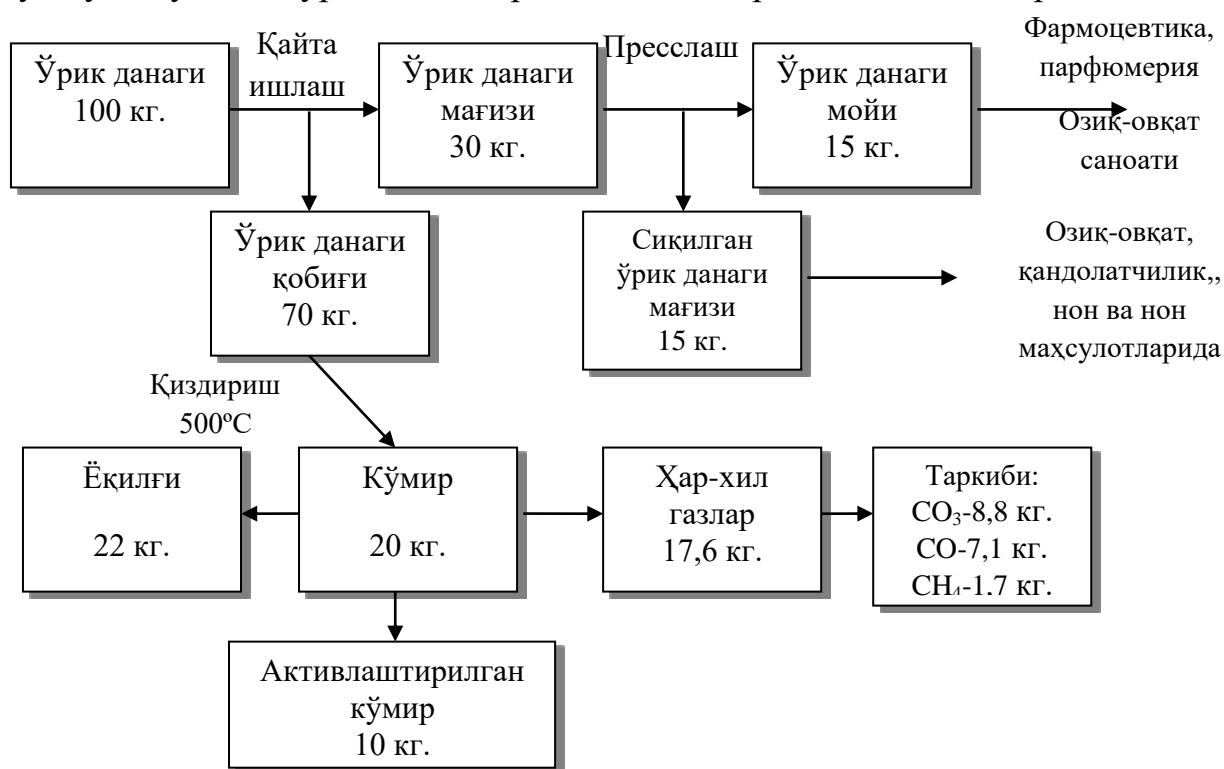 Ўрик данаги
100 кг.
Қайта
ишлаш
Ўрик данаги
мағизи
30 кг.
Пресслаш
Ўрик данаги
мойи
15 кг.
Фармоцевтика,
парфюмерия
Озиқ-овқат
саноати
Ўрик данаги
қобиғи
70 кг.
Сиқилган
ўрик данаги
мағизи
15 кг.
Озиқ-овқат,
қандолатчилик,,
нон ва нон
маҳсулотларида
Қиздириш
500ºС
Ёқилғи
22 кг.
Кўмир
20 кг.
Ҳар-хил
газлар
17,6 кг.
Таркиби:
CO₃-8,8 кг.
СО-7,1 кг.
СН₄-1.7 кг.
Активлаштирилган
кўмир
10 кг.